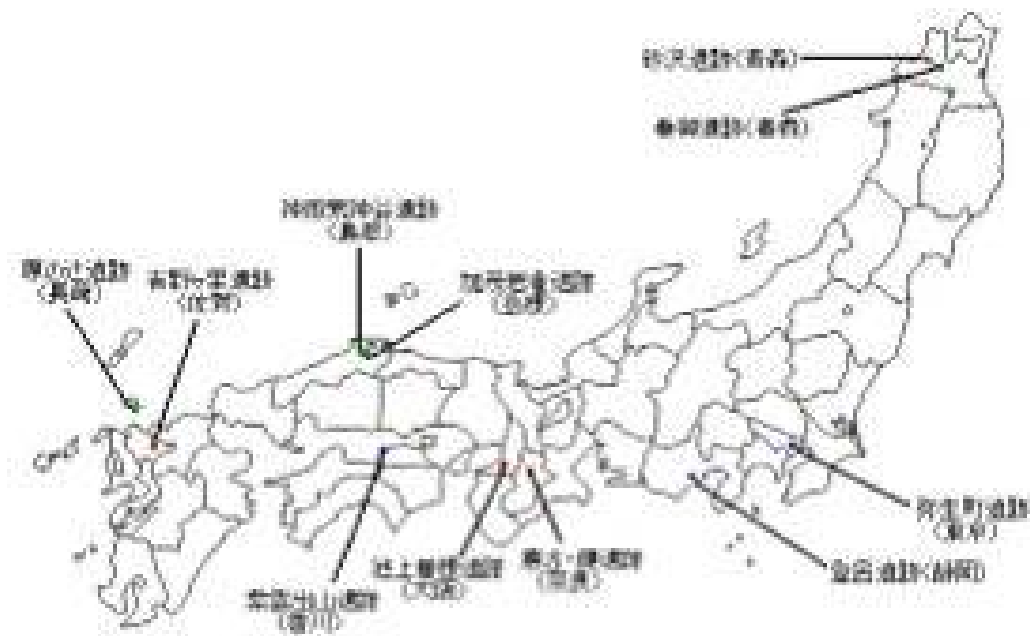 砂沢遺跡(青森)
垂柳遺跡(青森)
神庭荒神谷遺跡
(島根)
加茂岩倉遺跡
(島根)
原の辻遺跡
(長崎)
吉野ヶ里遺跡
(佐賀)
弥生町遺跡
(東京)
登呂遺跡(静岡)
唐古・鍵遺跡
(奈良)
池上曽根遺跡
(大阪)
紫雲出山遺跡
(香川)